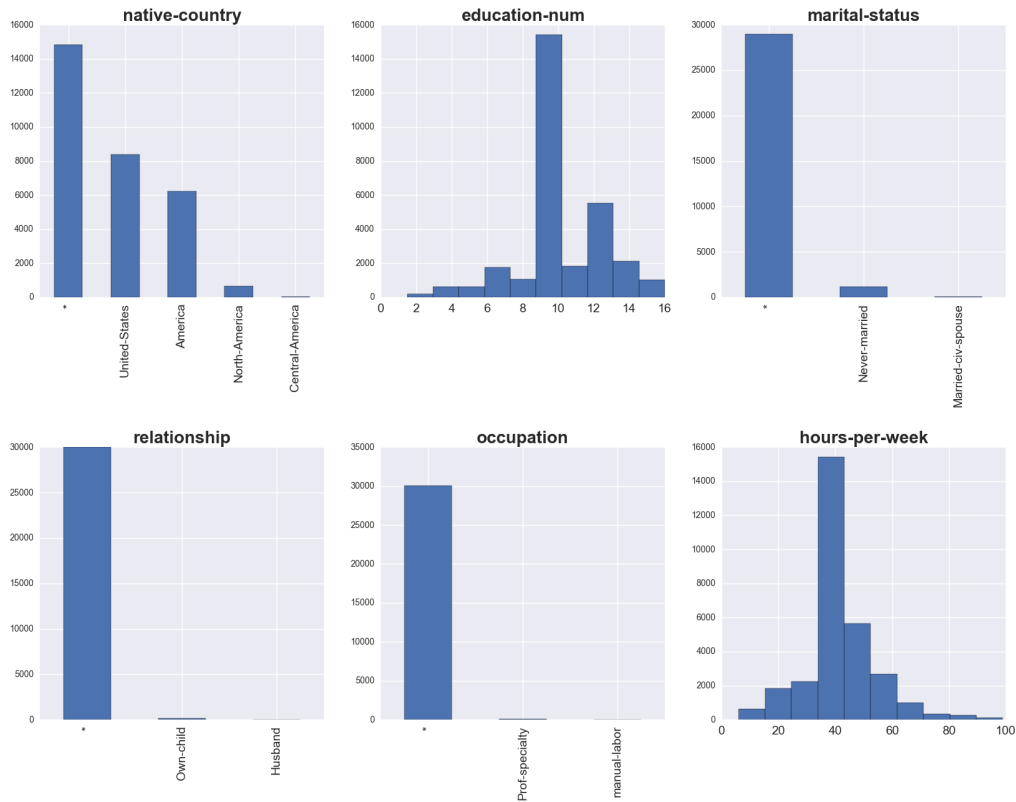 native-country
16000
14000
12000
10000
8000
6000
4000
2000
0
*
United-States
America
North-America
Central-America
education-num
16000
14000
12000
10000
8000
6000
4000
2000
0
0 2 4 6 8 10 12 14 16
marital-status
30000
25000
20000
15000
10000
5000
0
*
Never-married
Married-civ-spouse
relationship
30000
25000
20000
15000
10000
5000
0
*
Own-child
Husband
occupation
35000
30000
25000
20000
15000
10000
5000
0
*
Prof-specialty
manual-labor
hours-per-week
16000
14000
12000
10000
8000
6000
4000
2000
0
0 20 40 60 80 100